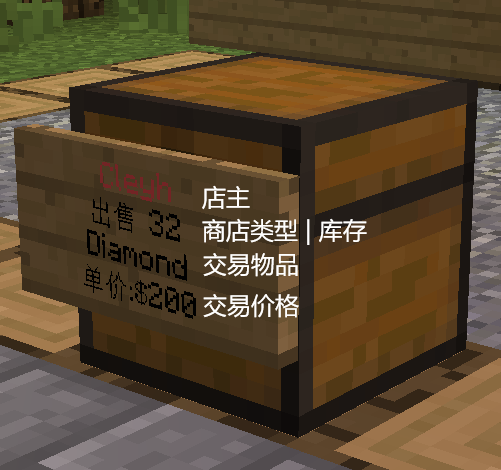 Cleyh
出售 32
Diamond
单价:$200
店主
商店类型 | 库存
交易物品
交易价格